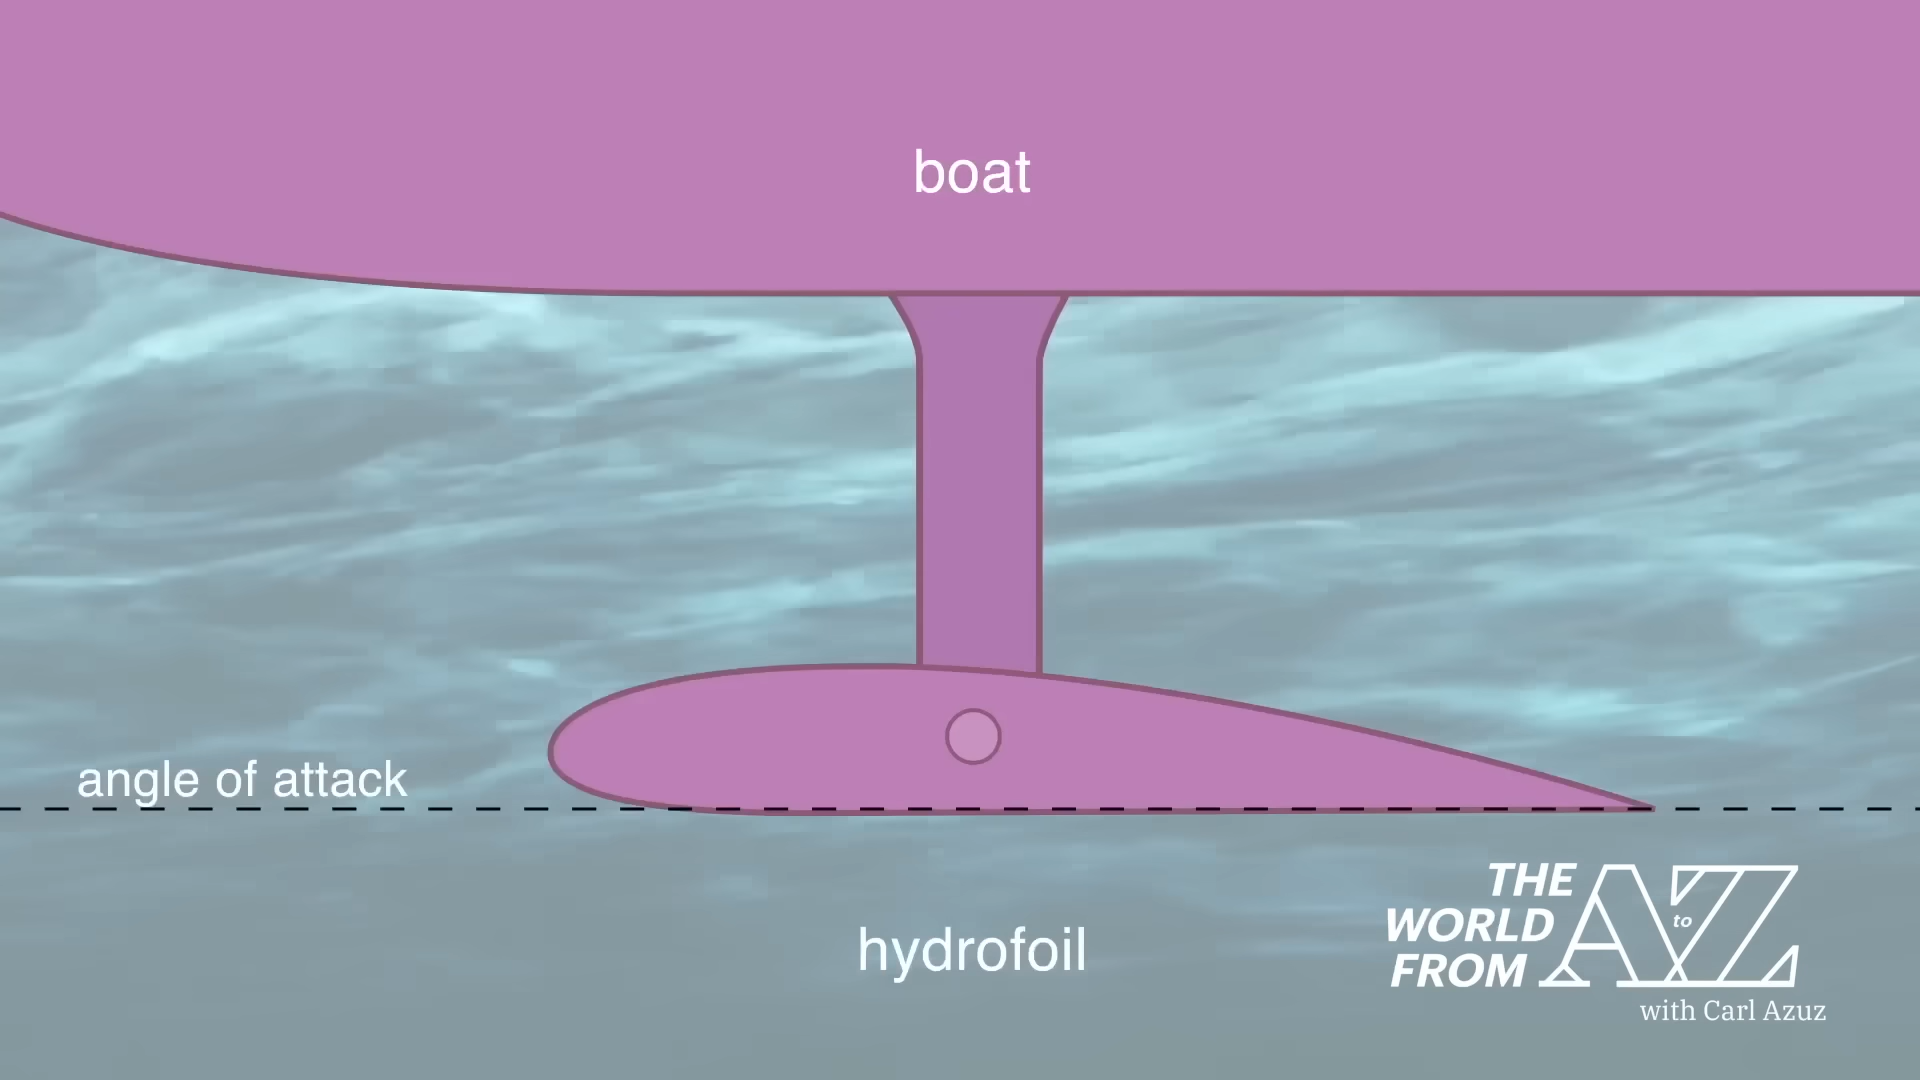 boat
angle of attack
hydrofoil
THE
WORLD
FROM
A to Z
with Carl Azuz